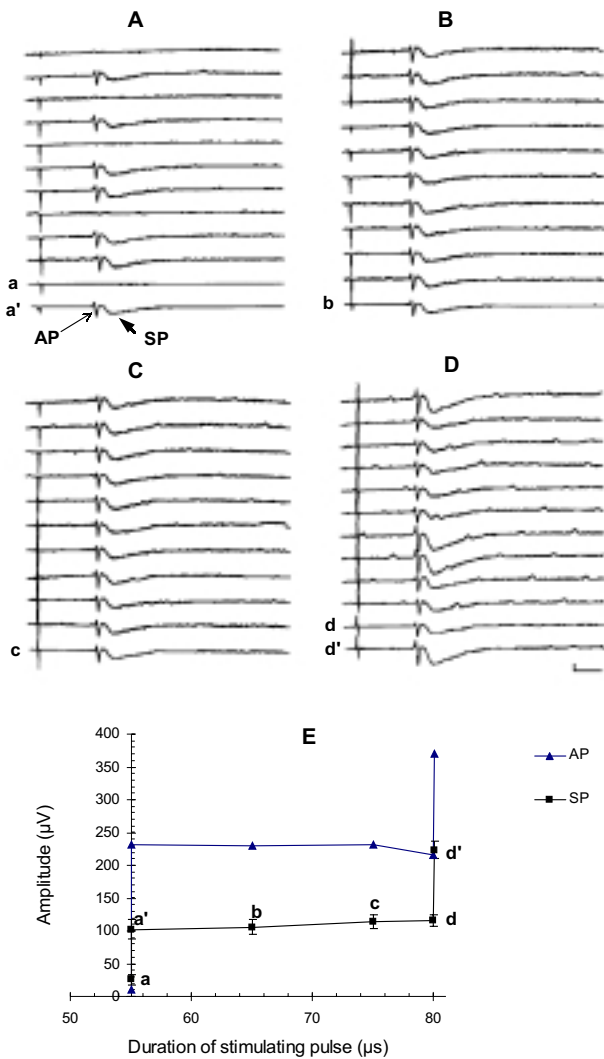 A
B
a
a'
AP
SP
b
C
D
c
d
d'
E
Amplitude (µV)
400
350
300
250
200
150
100
50
0
a'
a
b
c
d'
d
AP
SP
50
60
70
80
Duration of stimulating pulse (µs)